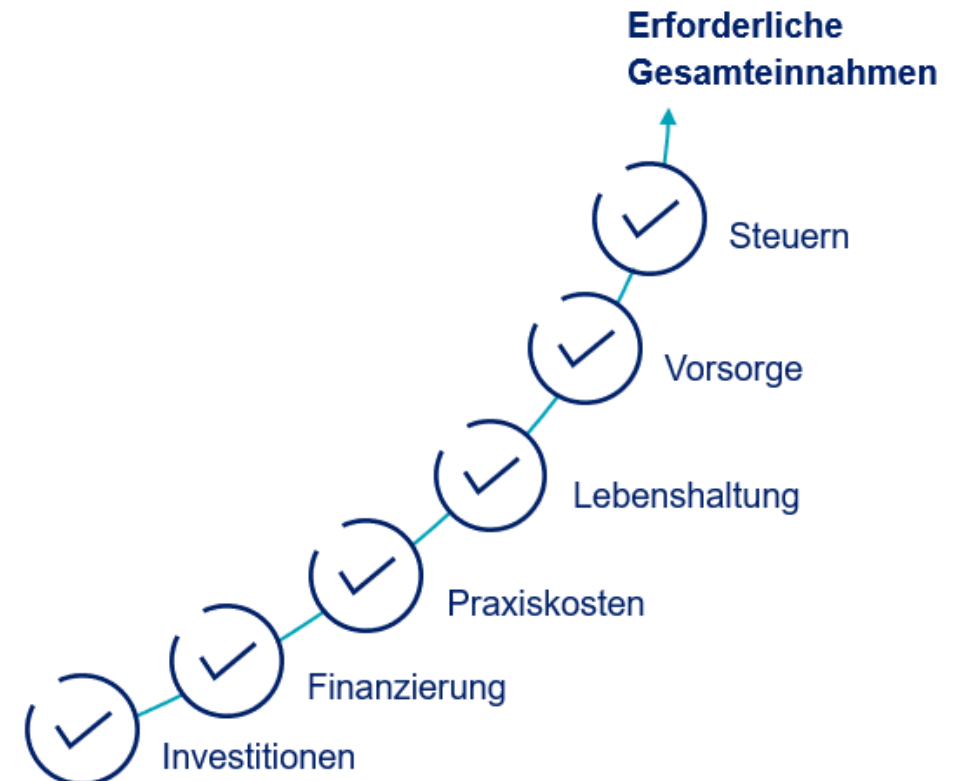 Erforderliche
Gesamteinnahmen
Steuern
Vorsorge
Lebenshaltung
Praxiskosten
Finanzierung
Investitionen